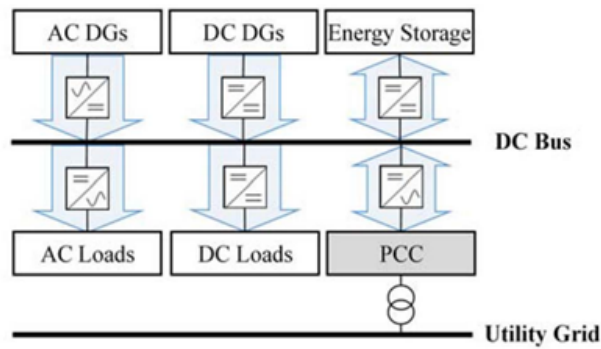 AC DGs
DC DGs
Energy Storage
DC Bus
AC Loads
DC Loads
PCC
Utility Grid